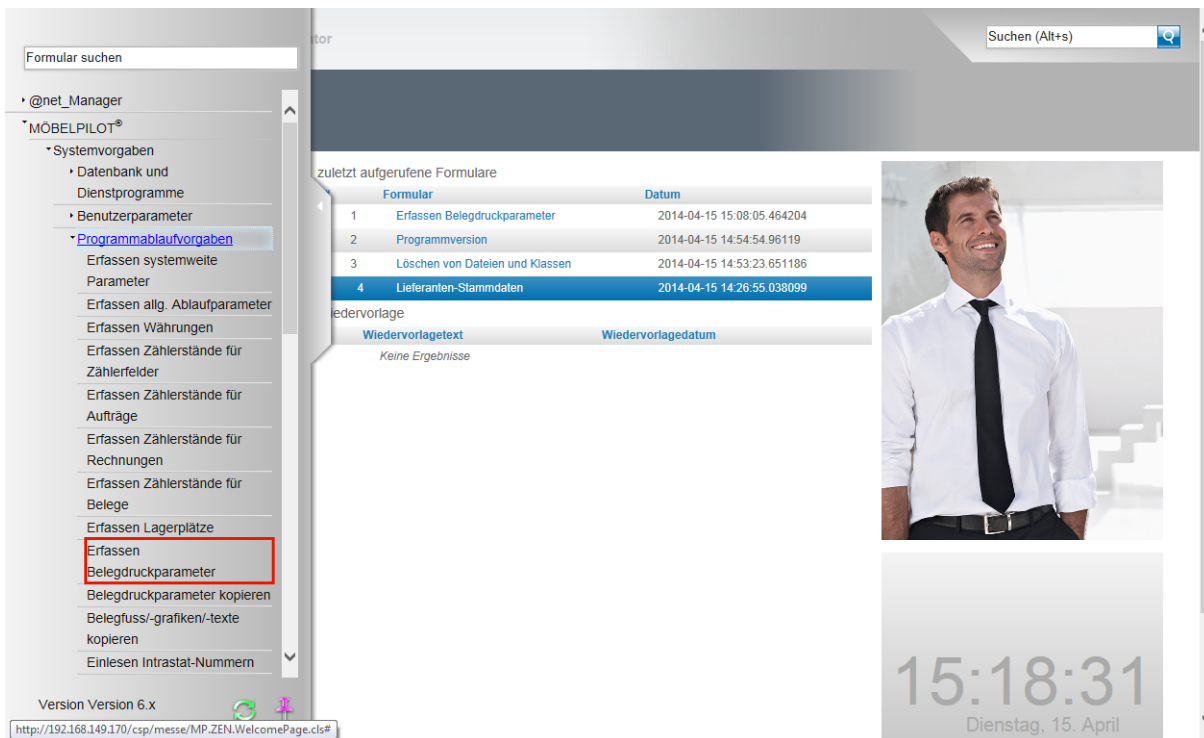 Formular suchen
@net_Manager
MÖBELPILOT®
Systemvorgaben
Datenbank und
Dienstprogramme
Benutzerparameter
Programmablaufvorgaben
Erfassen systemweite
Parameter
Erfassen allg. Ablaufparameter
Erfassen Währungen
Erfassen Zählerstände für
Zählerfelder
Erfassen Zählerstände für
Aufträge
Erfassen Zählerstände für
Rechnungen
Erfassen Zählerstände für
Belege
Erfassen Lagerplätze
Erfassen
Belegdruckparameter
Belegdruckparameter kopieren
Belegfuss/-grafiken/-texte
kopieren
Einlesen Intrastat-Nummern
Version Version 6.x
http://192.168.149.170/csp/messe/MP.ZEN.WelcomePage.cls#
Suchen (Alt+s)
zuletzt aufgerufene Formulare
Formular Datum
1 Erfassen Belegdruckparameter 2014-04-15 15:08:05.464204
2 Programmversion 2014-04-15 14:54:54.96119
3 Löschen von Dateien und Klassen 2014-04-15 14:53:23.651186
4 Lieferanten-Stammdaten 2014-04-15 14:26:55.038099
iedervorlage
Wiedervorlagetext Wiedervorlagedatum
Keine Ergebnisse
15:18:31
Dienstag, 15. April